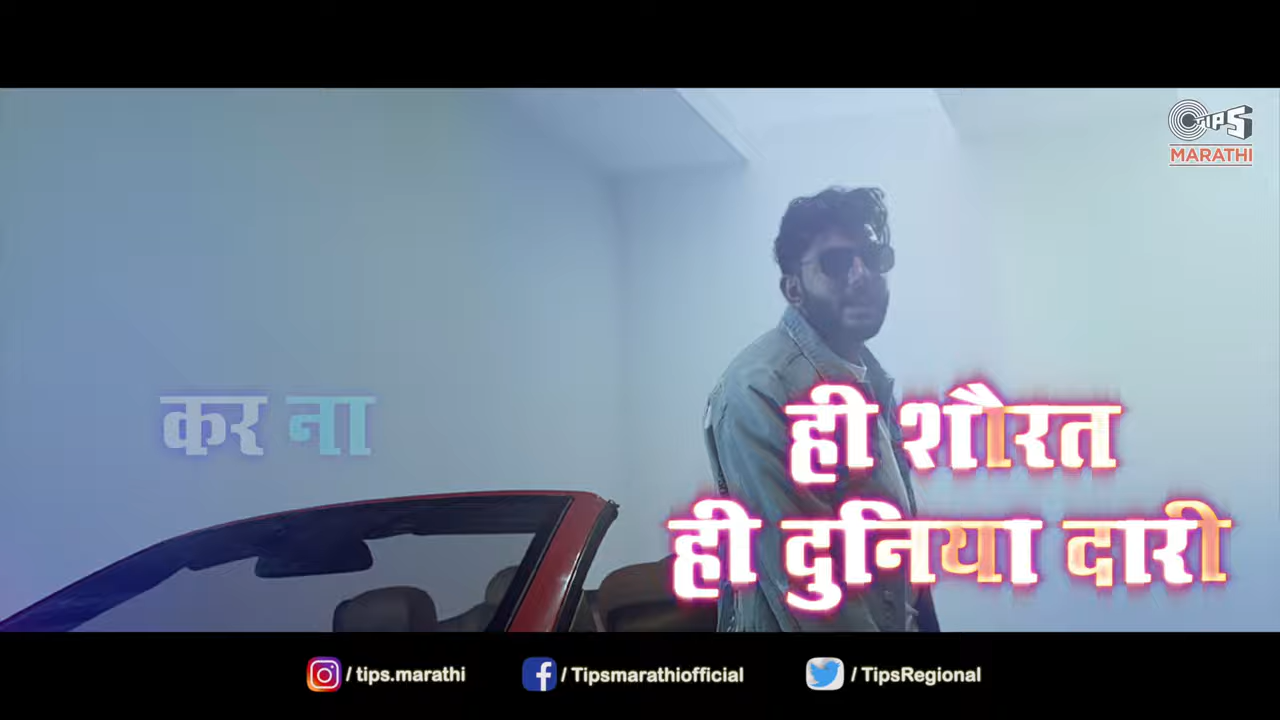 TIPS
MARATHI
कर ना
ही शौरत
ही दुनिया दारी
/ tips.marathi
/ Tipsmarathiofficial
/ TipsRegional